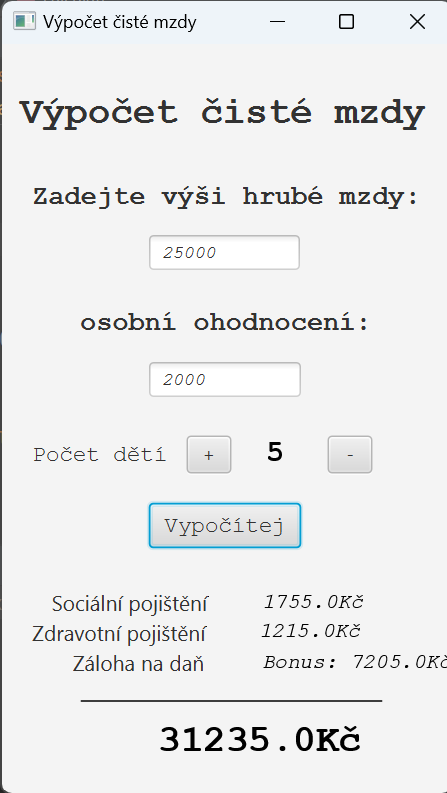 Výpočet čisté mzdy
Výpočet čisté mzdy
Zadejte výši hrubé mzdy:
25000
osobní ohodnocení:
2000
Počet dětí + 5 -
Vypočítej
Sociální pojištění 1755.0Kč
Zdravotní pojištění 1215.0Kč
Záloha na daň Bonus: 7205.0Kč
31235.0Kč